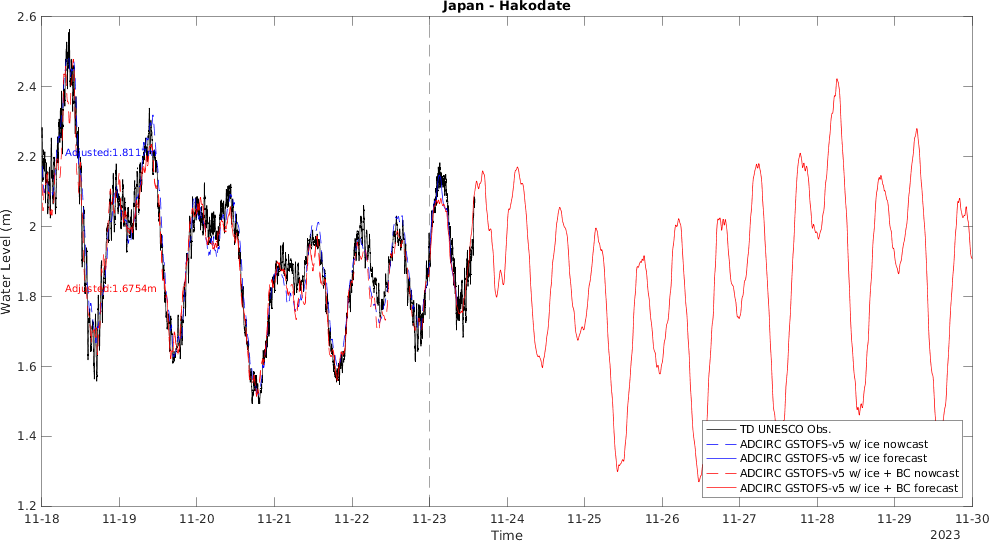 Japan - Hakodate
Water Level (m)
2.6
2.4
2.2
2
1.8
1.6
1.4
1.2
Adjusted:1.811
Adjusted:1.6754m
TD UNESCO Obs.
ADCIRC GSTOFS-v5 w/ ice nowcast
ADCIRC GSTOFS-v5 w/ ice forecast
ADCIRC GSTOFS-v5 w/ ice + BC nowcast
ADCIRC GSTOFS-v5 w/ ice + BC forecast
11-18 11-19 11-20 11-21 11-22 11-23 11-24 11-25 11-26 11-27 11-28 11-29 11-30
Time
2023